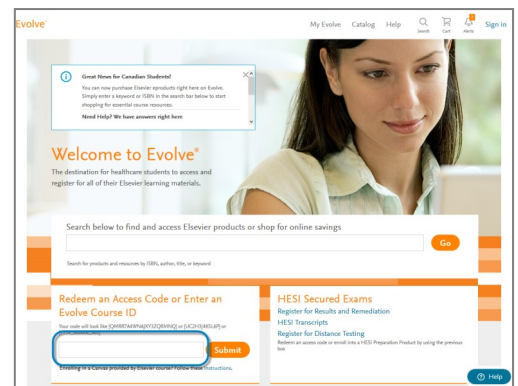 Evolve
My Evolve Catalog Help Search Cart Alerts Sign in
Great News for Canadian Students!
You can now purchase Elsevier eproducts right here on Evolve.
Simply enter a keyword or ISBN in the search bar below to start
shopping for essential course resources.
Need Help? We have answers right here
Welcome to Evolve®
The destination for healthcare students to access and
register for all of their Elsevier learning materials.
Search below to find and access Elsevier products or shop for online savings
Go
Search for products and resources by ISBN, author, title, or keyword
Redeem an Access Code or Enter an
Evolve Course ID
Your code will look like
or
Submit
Enrolling in a Canvas provided by Elsevier course? Follow these instructions.
HESI Secured Exams
Register for Results and Remediation
HESI Transcripts
Register for Distance Testing
Redeem an access code or enroll into a HESI Preparation Product by using the previous
box.
Help